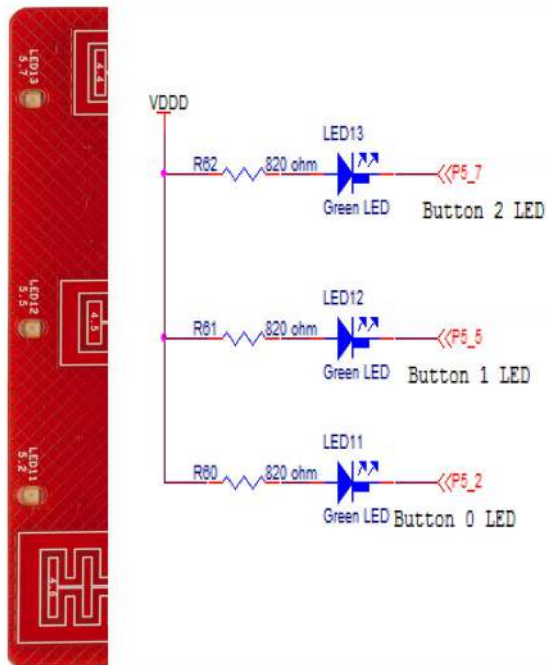 LED13
5.7
4.4
LED12
5.5
4.5
LED11
5.2
4.6
VDDD
LED13
R62 820 ohm
P5_7
Green LED
Button 2 LED
LED12
R61 820 ohm
P5_5
Green LED
Button 1 LED
LED11
R60 820 ohm
P5_2
Green LED
Button 0 LED